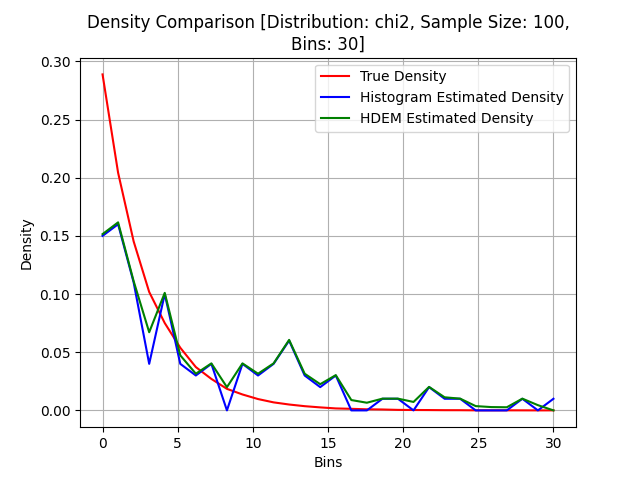 Density Comparison [Distribution: chi2, Sample Size: 100,
Bins: 30]
True Density
Histogram Estimated Density
HDEM Estimated Density
Density
0.30
0.25
0.20
0.15
0.10
0.05
0.00
0 5 10 15 20 25 30
Bins